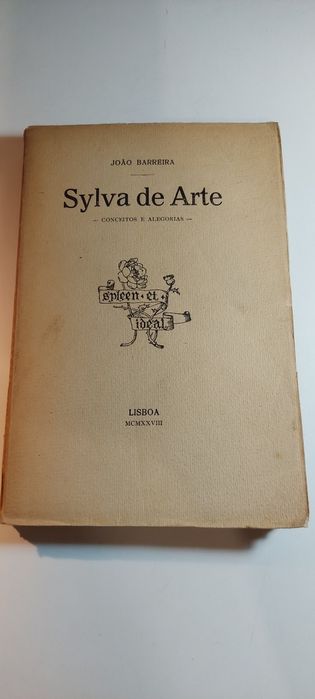 JOÃO BARREIRA
Sylva de Arte
— CONCEITOS E ALEGORIAS —
spleen · et ·
ideal
LISBOA
MCMXXVIII